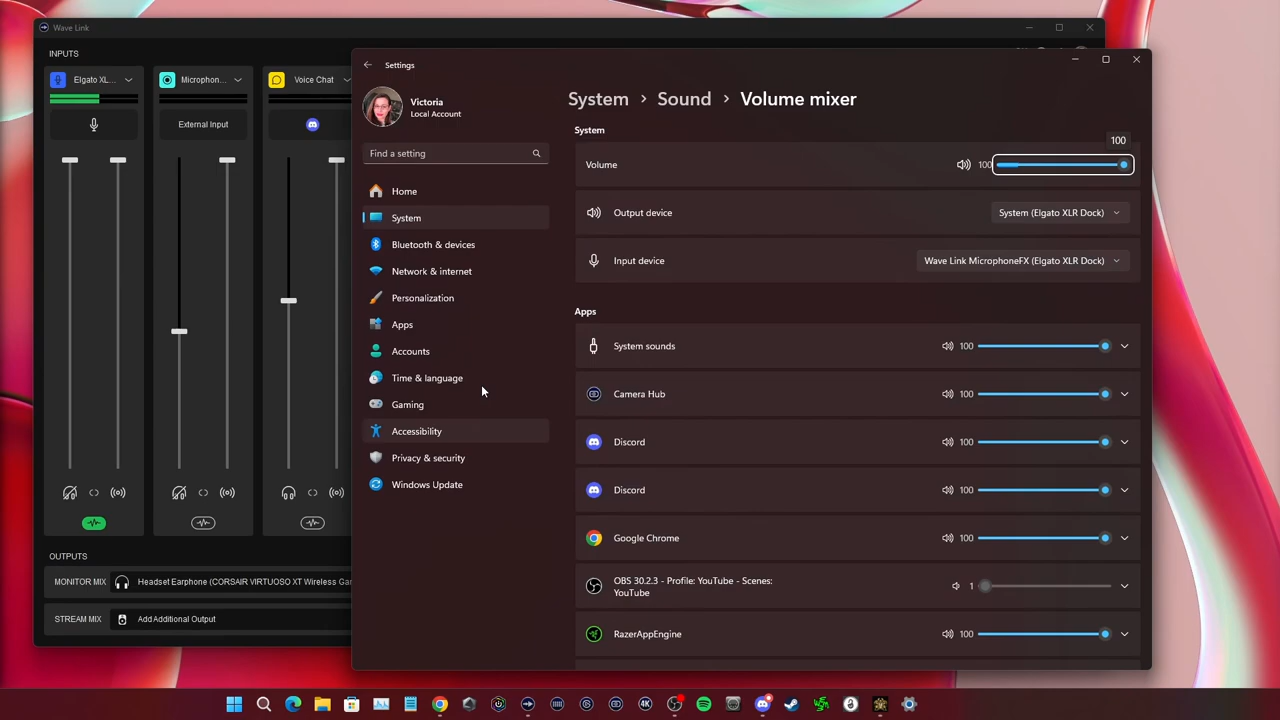 Wave Link
INPUTS
Elgato XL...
Microphon...
Voice Chat
External Input
OUTPUTS
MONITOR MIX
Headset Earphone (CORSAIR VIRTUOSO XT Wireless Ga
STREAM MIX
Add Additional Output
Settings
Victoria
Local Account
Find a setting
Home
System
Bluetooth & devices
Network & internet
Personalization
Apps
Accounts
Time & language
Gaming
Accessibility
Privacy & security
Windows Update
System > Sound > Volume mixer
System
100
Volume
100
Output device
System (Elgato XLR Dock)
Input device
Wave Link MicrophoneFX (Elgato XLR Dock)
Apps
System sounds
100
Camera Hub
100
Discord
100
Discord
100
Google Chrome
100
OBS 30.2.3 - Profile: YouTube - Scenes:
YouTube
1
RazerAppEngine
100
4K